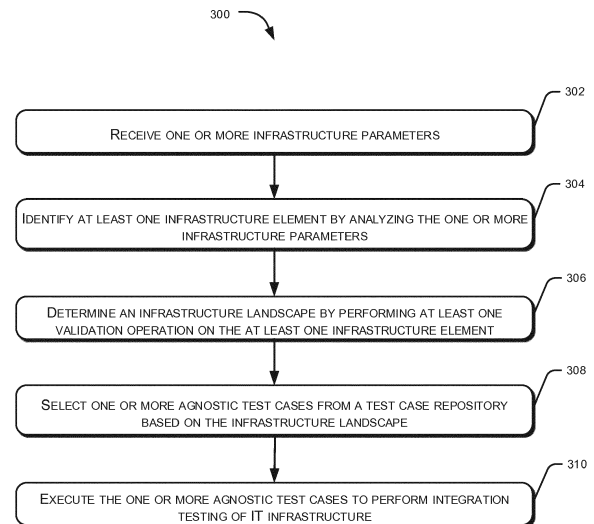 300
302
RECEIVE ONE OR MORE INFRASTRUCTURE PARAMETERS
304
IDENTIFY AT LEAST ONE INFRASTRUCTURE ELEMENT BY ANALYZING THE ONE OR MORE
INFRASTRUCTURE PARAMETERS
306
DETERMINE AN INFRASTRUCTURE LANDSCAPE BY PERFORMING AT LEAST ONE
VALIDATION OPERATION ON THE AT LEAST ONE INFRASTRUCTURE ELEMENT
308
SELECT ONE OR MORE AGNOSTIC TEST CASES FROM A TEST CASE REPOSITORY
BASED ON THE INFRASTRUCTURE LANDSCAPE
310
EXECUTE THE ONE OR MORE AGNOSTIC TEST CASES TO PERFORM INTEGRATION
TESTING OF IT INFRASTRUCTURE